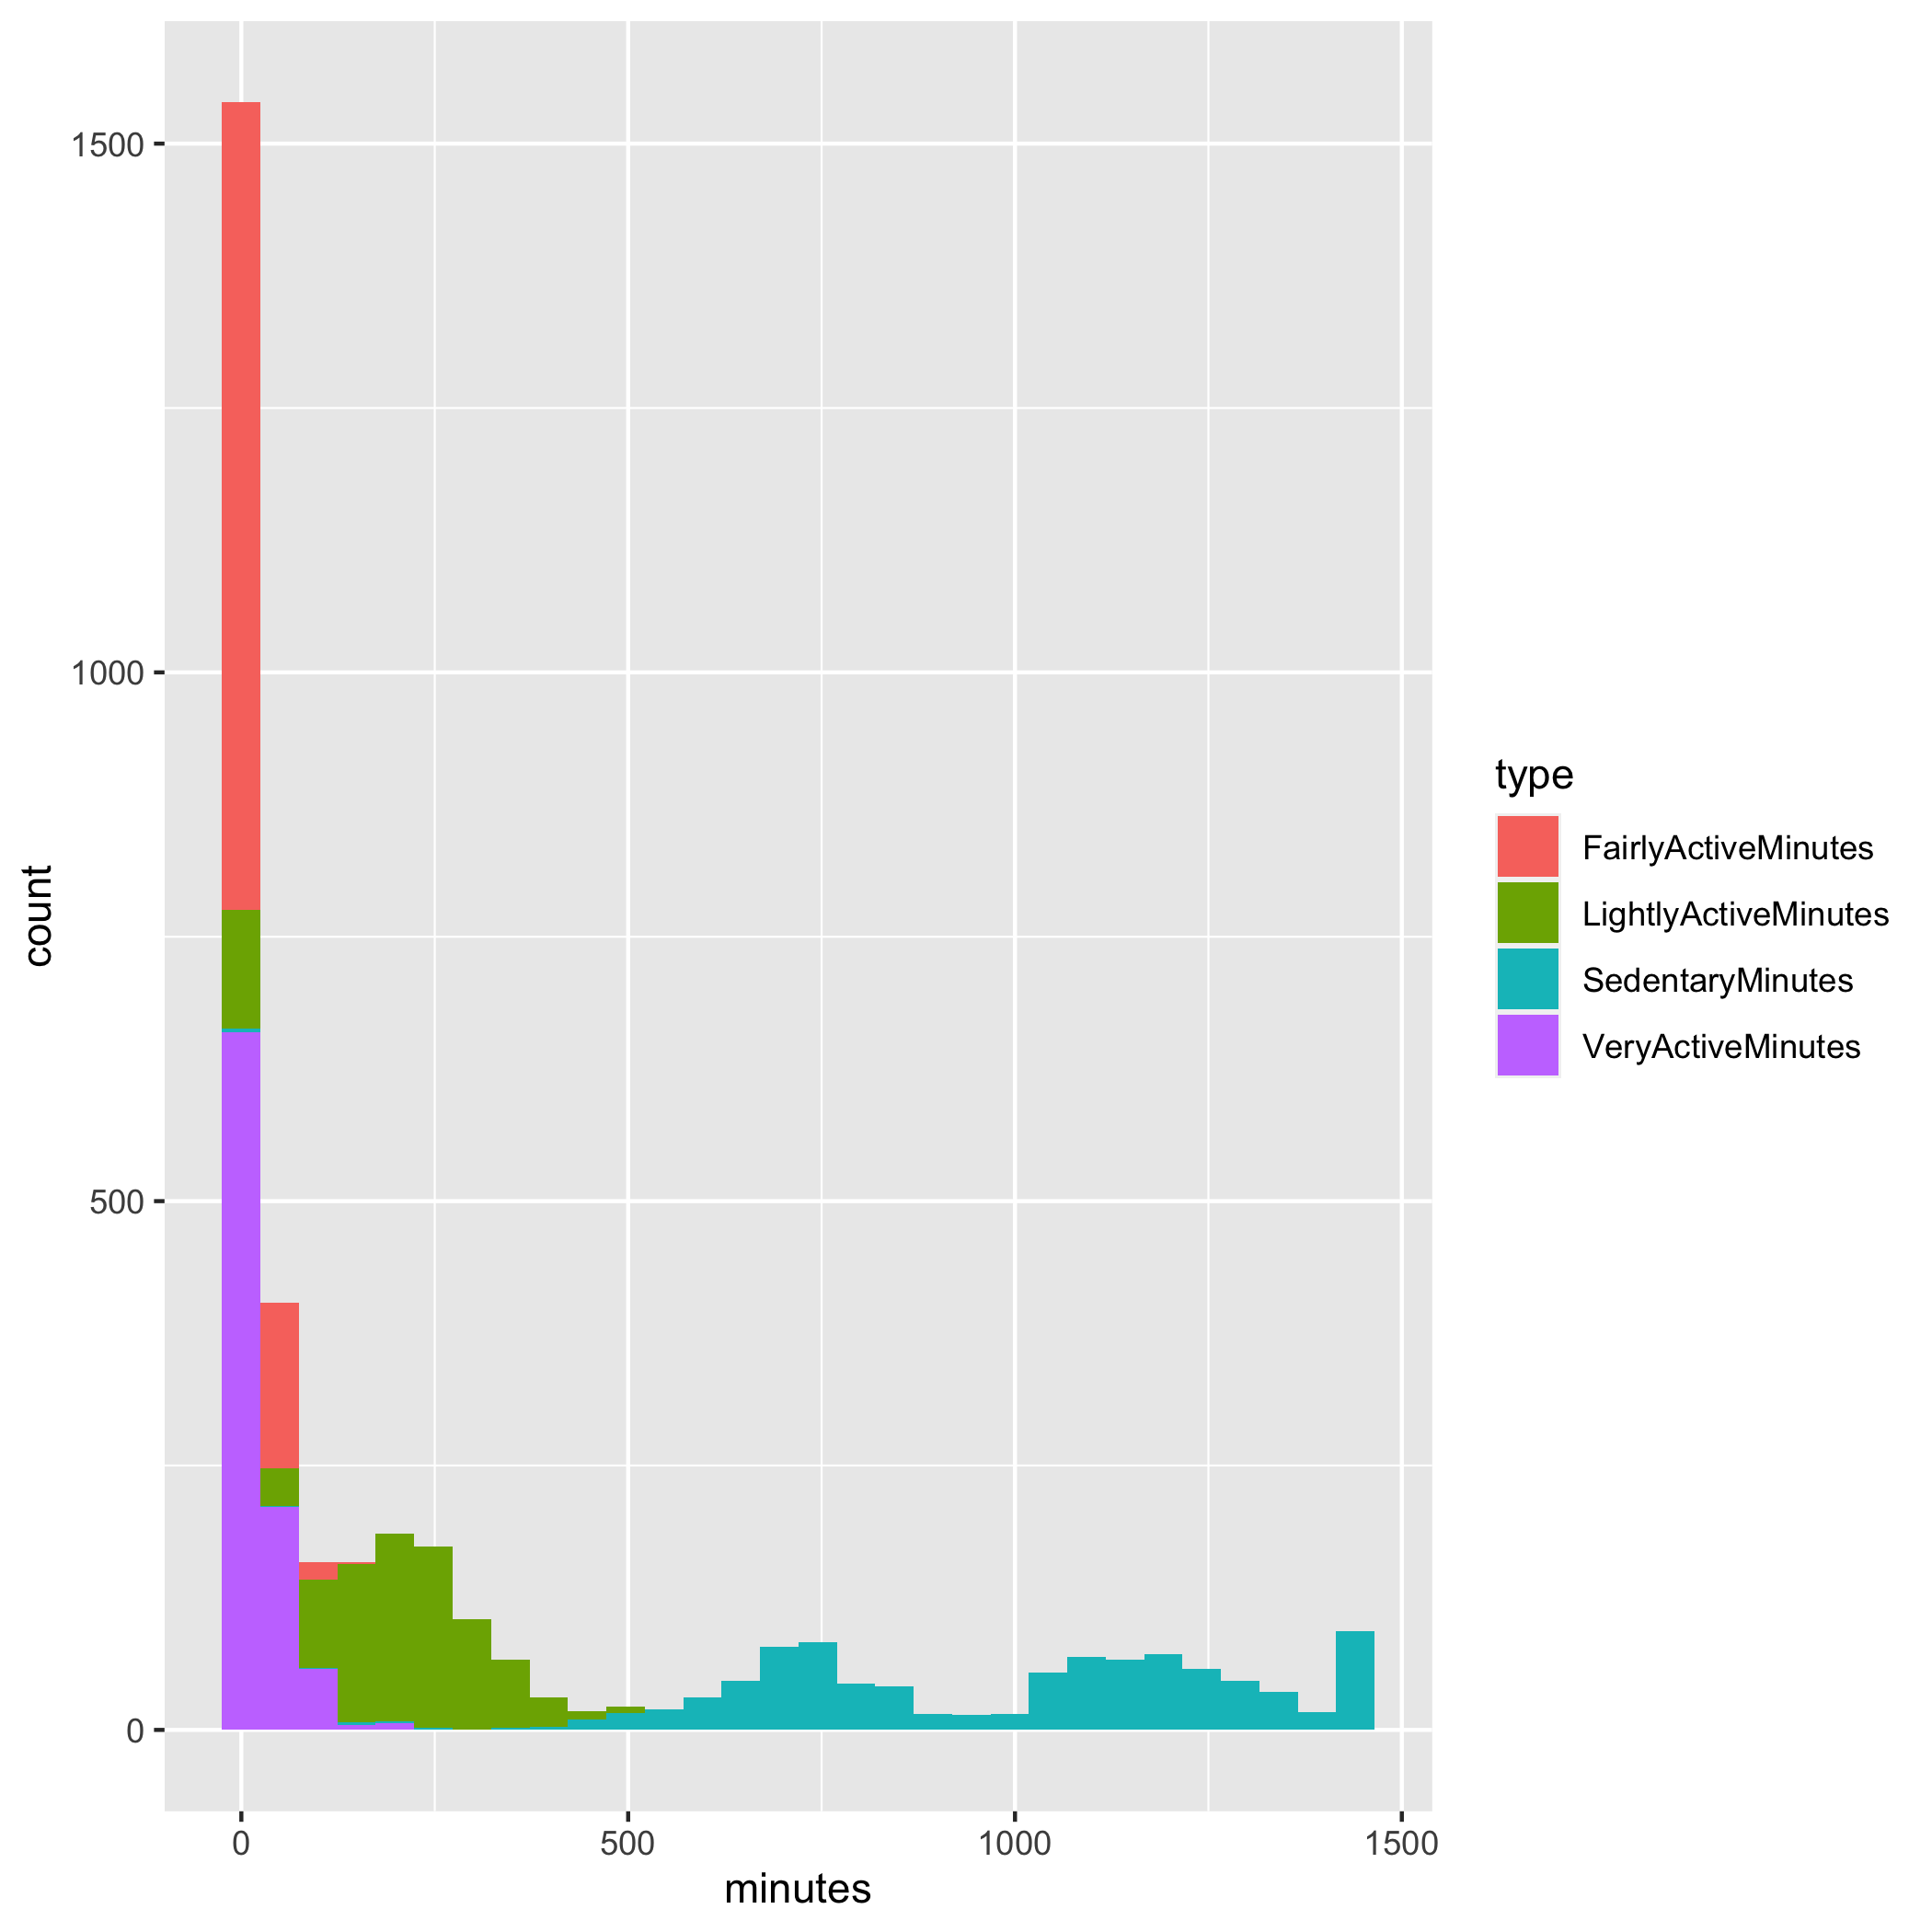 1500
1000
500
0
count
0
500
1000
1500
minutes
type
FairlyActiveMinutes
LightlyActiveMinutes
SedentaryMinutes
VeryActiveMinutes